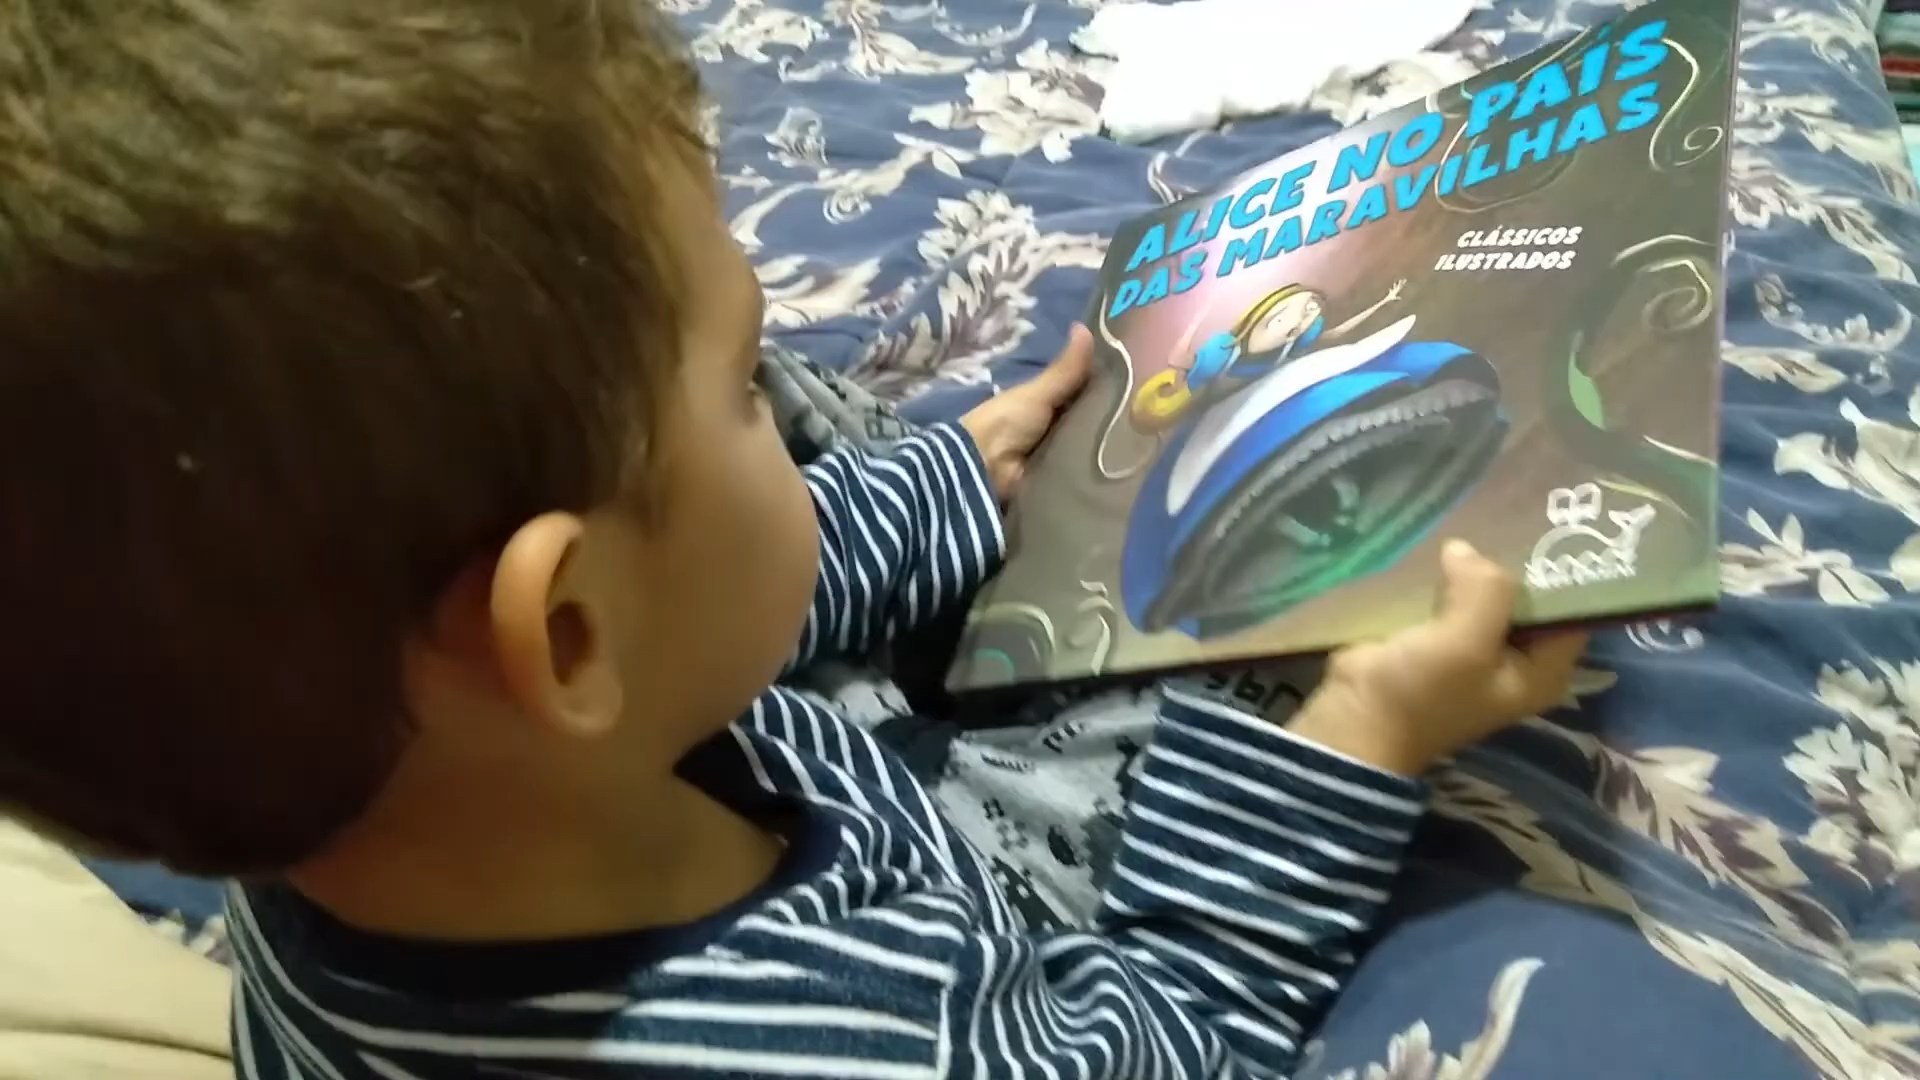 ALICE NO PAÍS
DAS MARAVILHAS
CLÁSSICOS
ILUSTRADOS